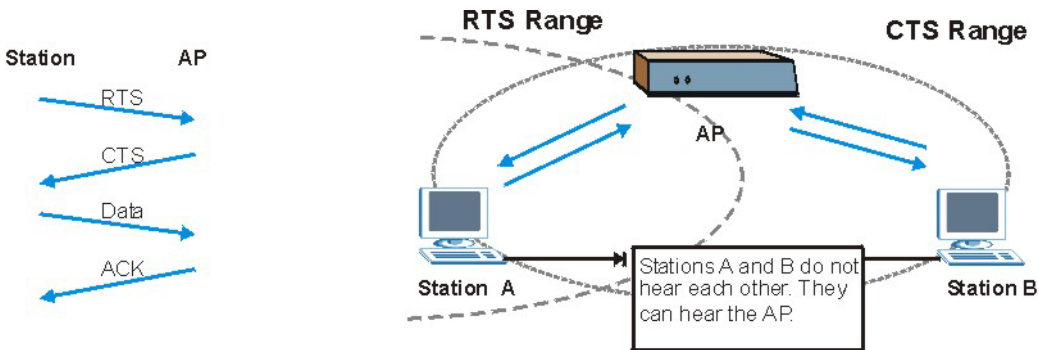 RTS Range
CTS Range
Station AP
RTS
CTS
Data
ACK
AP
Station A
Stations A and B do not
hear each other. They
can hear the AP.
Station B